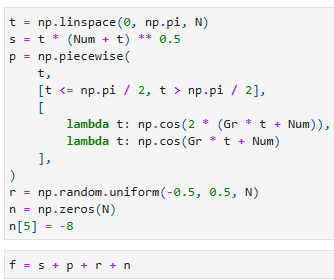 t = np.linspace(0, np.pi, N)
s = t * (Num + t) ** 0.5
p = np.piecewise(
    t,
    [t <= np.pi / 2, t > np.pi / 2],
    [
        lambda t: np.cos(2 * (Gr * t + Num)),
        lambda t: np.cos(Gr * t + Num)
    ],
)
r = np.random.uniform(-0.5, 0.5, N)
n = np.zeros(N)
n[5] = -8
f = s + p + r + n